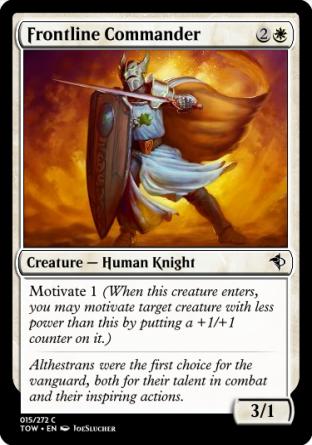 Frontline Commander 2
Creature — Human Knight
Motivate 1 (When this creature enters,
you may motivate target creature with less
power than this by putting a +1/+1
counter on it.)
Althestrans were the first choice for the
vanguard, both for their talent in combat
and their inspiring actions.
3/1
015/272 C
TOW • EN JOESLUCHER